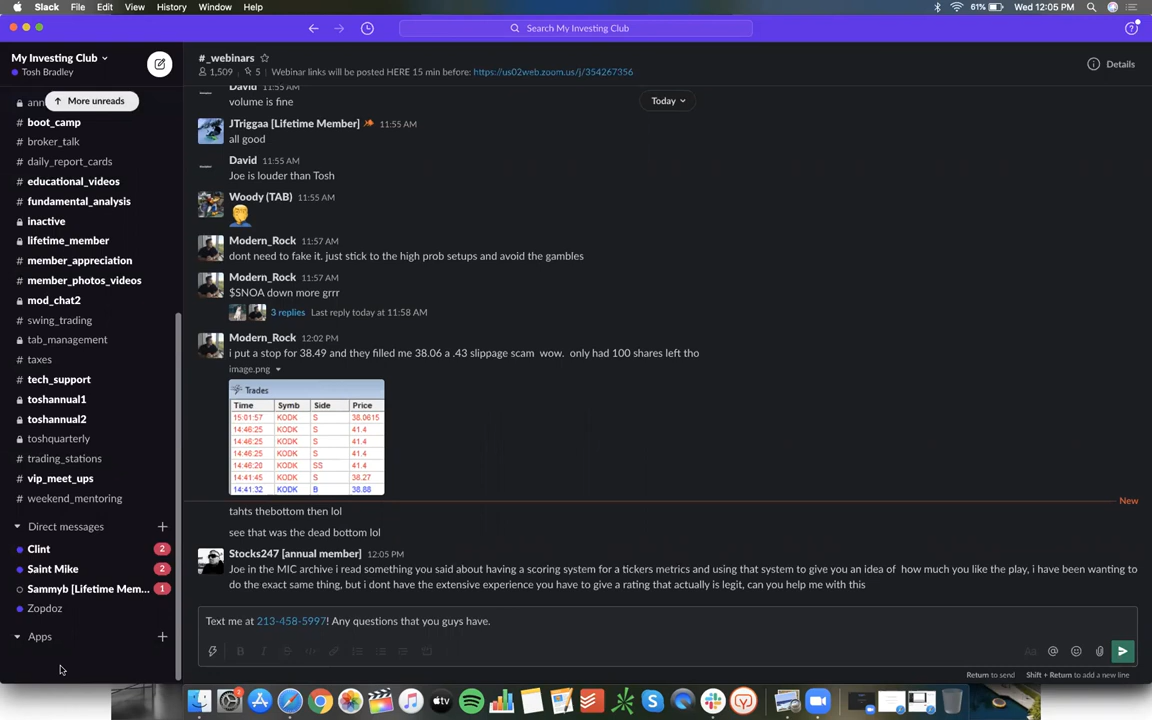 Slack File Edit View History Window Help
61% Wed 12:05 PM
Search My Investing Club
My Investing Club
Tosh Bradley
More unreads
boot_camp
broker_talk
daily_report_cards
educational_videos
fundamental_analysis
inactive
lifetime_member
member_appreciation
member_photos_videos
mod_chat2
swing_trading
tab_management
taxes
tech_support
toshannual1
toshannual2
toshquarterly
trading_stations
vip_meet_ups
weekend_mentoring
Direct messages
Clint 2
Saint Mike 2
Sammyb [Lifetime Mem... 1
Zopdoz
Apps
#_webinars
1,509 5 Webinar links will be posted HERE 15 min before: https://us02web.zoom.us/j/354267356
Details
Today
David 11:55 AM
volume is fine
JTriggaa [Lifetime Member] 11:55 AM
all good
David 11:55 AM
Joe is louder than Tosh
Woody (TAB) 11:55 AM
Modern_Rock 11:57 AM
dont need to fake it. just stick to the high prob setups and avoid the gambles
Modern_Rock 11:57 AM
$SNOA down more grrr
3 replies Last reply today at 11:58 AM
Modern_Rock 12:02 PM
i put a stop for 38.49 and they filled me 38.06 a .43 slippage scam wow. only had 100 shares left tho
image.png
Trades
Time Symb Side Price
15:01:57 KODK S 38.0615
14:46:25 KODK S 41.4
14:46:25 KODK S 41.4
14:46:25 KODK S 41.4
14:46:20 KODK SS 41.4
14:41:45 KODK S 38.27
14:41:32 KODK B 38.88
New
tahts thebottom then lol
see that was the dead bottom lol
Stocks247 [annual member] 12:05 PM
Joe in the MIC archive i read something you said about having a scoring system for a tickers metrics and using that system to give you an idea of how much you like the play, i have been wanting to
do the exact same thing, but i dont have the extensive experience you have to give a rating that actually is legit, can you help me with this
Text me at 213-458-5997! Any questions that you guys have.
Return to send Shift + Return to add a new line